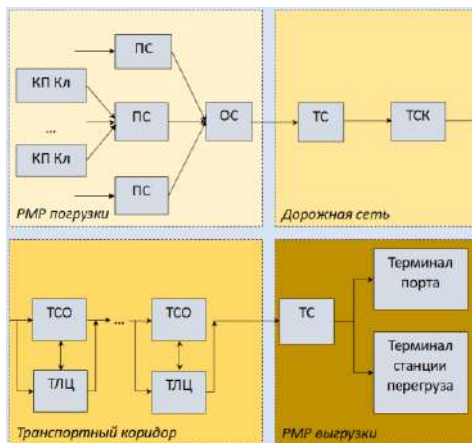 ПС
КП Кл
...
КП Кл
ПС
ПС
ОС
РМР погрузки
ТС
ТСК
Дорожная сеть
ТСО
ТЛЦ
...
ТСО
ТЛЦ
Транспортный коридор
ТС
Терминал
порта
Терминал
станции
перегруза
РМР выгрузки